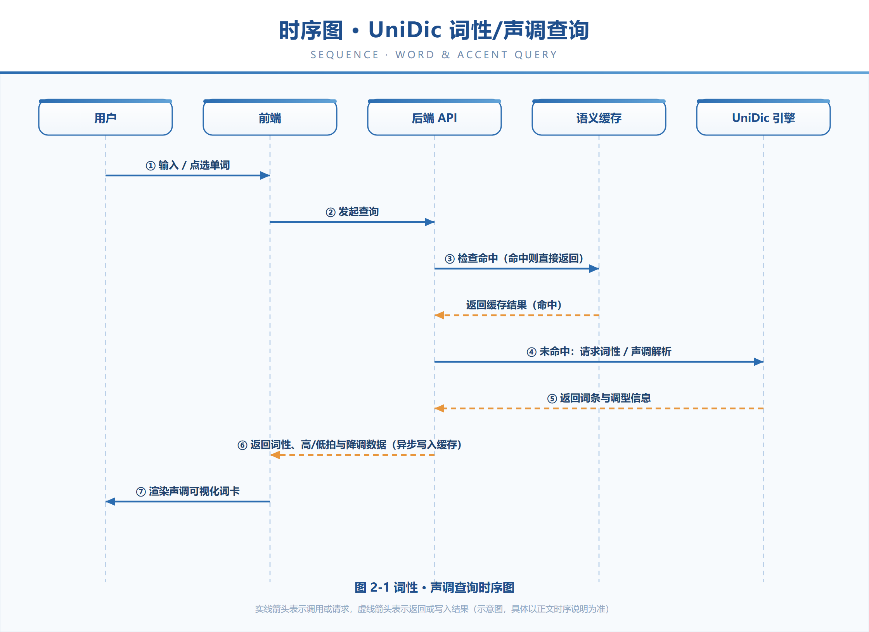 时序图 • UniDic 词性/声调查询
SEQUENCE · WORD & ACCENT QUERY
用户
前端
后端 API
语义缓存
UniDic 引擎
① 输入 / 点选单词
② 发起查询
③ 检查命中（命中则直接返回）
返回缓存结果（命中）
④ 未命中：请求词性 / 声调解析
⑤ 返回词条与调型信息
⑥ 返回词性、高/低拍与降调数据（异步写入缓存）
⑦ 渲染声调可视化词卡
图 2-1 词性 • 声调查询时序图
实线箭头表示调用或请求，虚线箭头表示返回或写入结果（示意图，具体以正文时序说明为准）